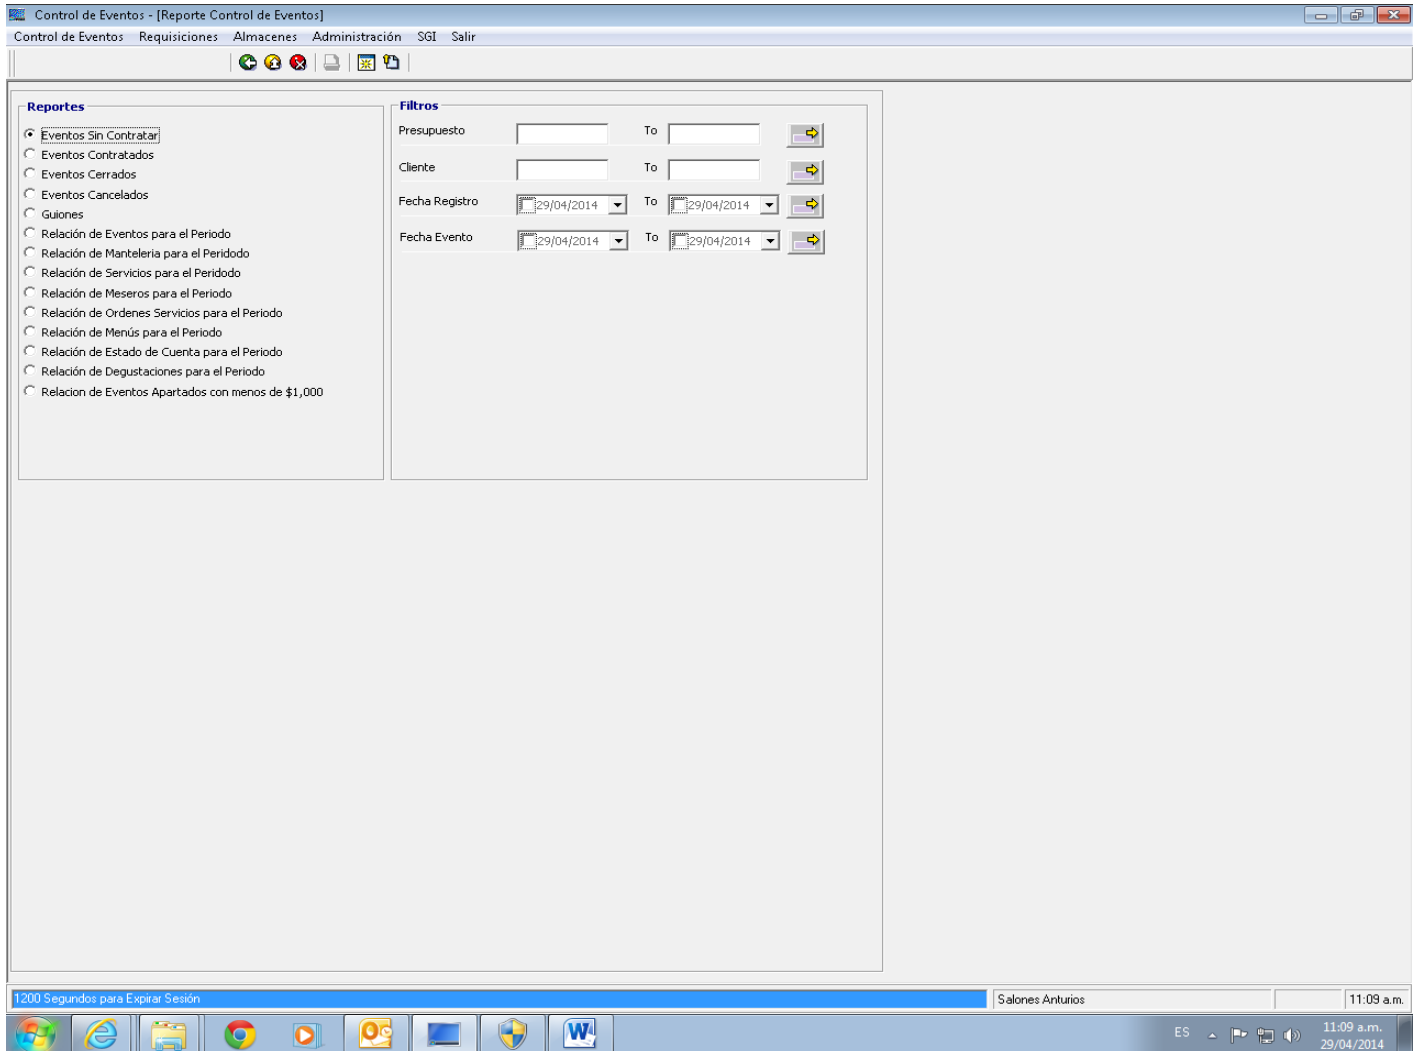 Control de Eventos - [Reporte Control de Eventos]
Control de Eventos Requisiciones Almacenes Administración SGI Salir
Reportes
Eventos Sin Contratar
Eventos Contratados
Eventos Cerrados
Eventos Cancelados
Guiones
Relación de Eventos para el Periodo
Relación de Manteleria para el Peridodo
Relación de Servicios para el Peridodo
Relación de Meseros para el Periodo
Relación de Ordenes Servicios para el Periodo
Relación de Menús para el Periodo
Relación de Estado de Cuenta para el Periodo
Relación de Degustaciones para el Periodo
Relacion de Eventos Apartados con menos de $1,000
Filtros
Presupuesto To
Cliente To
Fecha Registro 29/04/2014 To 29/04/2014
Fecha Evento 29/04/2014 To 29/04/2014
1200 Segundos para Expirar Sesión Salones Anturios 11:09 a.m.
ES 11:09 a.m.
29/04/2014